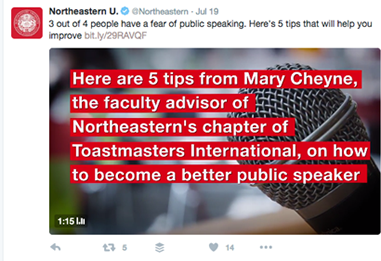 Northeastern U. @Northeastern · Jul 19
3 out of 4 people have a fear of public speaking. Here's 5 tips that will help you
improve bit.ly/29RAVQF
Here are 5 tips from Mary Cheyne,
the faculty advisor of
Northeastern's chapter of
Toastmasters International, on how
to become a better public speaker
1:15
5 14